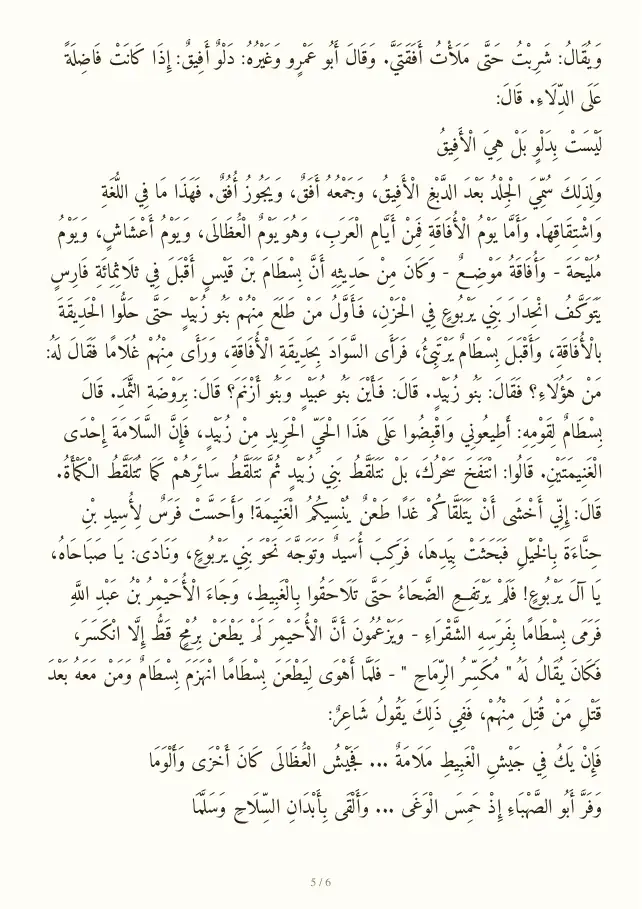 وَيُقَالُ: شَرِبْتُ حَتَّى مَلَأْتُ أَفَقَتَيَّ. وَقَالَ أَبُو عَمْرٍو وَغَيْرُهُ: دَلْوٌ أَفِيقٌ: إِذَا كَانَتْ فَاضِلَةً
عَلَى الدِّلَاءِ. قَالَ:
لَيْسَتْ بِدَلْوٍ بَلْ هِيَ الْأَفِيقُ
وَلِذَلِكَ سُمِّيَ الْجِلْدُ بَعْدَ الدَّبْغِ الْأَفِيقُ، وَجَمْعُهُ أَفَقٌ، وَيَجُوزُ أُفُقٌ. فَهَذَا مَا فِي اللُّغَةِ
وَاشْتِقَاقِهَا. وَأَمَّا يَوْمُ الْأُفَاقَةِ فَمِنْ أَيَّامِ الْعَرَبِ، وَهُوَ يَوْمُ الْعُظَالَى، وَيَوْمُ أَعْشَاشٍ، وَيَوْمُ
مُلَيْحَةَ - وَأُفَاقَةُ مَوْضِعٌ - وَكَانَ مِنْ حَدِيثِهِ أَنَّ بِسْطَامَ بْنَ قَيْسٍ أَقْبَلَ فِي ثَلَاثِمِائَةِ فَارِسٍ
يَتَوَكَّفُ انْحِدَارَ بَنِي يَرْبُوعٍ فِي الْحَزْنِ، فَأَوَّلُ مَنْ طَلَعَ مِنْهُمْ بَنُو زُبَيْدٍ حَتَّى حَلُّوا الْحَدِيقَةَ
بِالْأُفَاقَةِ، وَأَقْبَلَ بِسْطَامٌ يَرْتَبِئُ، فَرَأَى السَّوَادَ بِحَدِيقَةِ الْأُفَاقَةِ، وَرَأَى مِنْهُمْ غُلَامًا فَقَالَ لَهُ:
مَنْ هَؤُلَاءِ؟ فَقَالَ: بَنُو زُبَيْدٍ. قَالَ: فَأَيْنَ بَنُو عُبَيْدٍ وَبَنُو أَزْنَمَ؟ قَالَ: بِرَوْضَةِ الثَّمَدِ. قَالَ
بِسْطَامٌ لِقَوْمِهِ: أَطِيعُونِي وَاقْبِضُوا عَلَى هَذَا الْحَيِّ الْحَرِيدِ مِنْ زُبَيْدٍ، فَإِنَّ السَّلَامَةَ إِحْدَى
الْغَنِيمَتَيْنِ. قَالُوا: انْتَفَخَ سَحْرُكَ، بَلْ نَتَلَقَّطُ بَنِي زُبَيْدٍ ثُمَّ نَتَلَقَّطُ سَائِرَهُمْ كَمَا تُتَلَقَّطُ الْكَمْأَةُ.
قَالَ: إِنِّي أَخْشَى أَنْ يَتَلَقَّاكُمْ غَدًا طَعْنٌ يُنْسِيكُمُ الْغَنِيمَةَ! وَأَحَسَّتْ فَرَسٌ لِأُسِيدِ بْنِ
حِنَّاءَةَ بِالْخَيْلِ فَبَحَثَتْ بِيَدِهَا، فَرَكِبَ أُسَيْدٌ وَتَوَجَّهَ نَحْوَ بَنِي يَرْبُوعٍ، وَنَادَى: يَا صَبَاحَاهُ،
يَا آلَ يَرْبُوعٍ! فَلَمْ يَرْتَفِعِ الضَّحَاءُ حَتَّى تَلَاحَقُوا بِالْغَبِيطِ، وَجَاءَ الْأُحَيْمِرُ بْنُ عَبْدِ اللَّهِ
فَرَمَى بِسْطَامًا بِفَرَسِهِ الشَّقْرَاءِ - وَيَزْعُمُونَ أَنَّ الْأُحَيْمِرَ لَمْ يَطْعَنْ بِرُمْحٍ قَطُّ إِلَّا انْكَسَرَ،
فَكَانَ يُقَالُ لَهُ " مُكَسِّرُ الرِّمَاحِ " - فَلَمَّا أَهْوَى لِيَطْعَنَ بِسْطَامًا انْهَزَمَ بِسْطَامٌ وَمَنْ مَعَهُ بَعْدَ
قَتْلِ مَنْ قُتِلَ مِنْهُمْ، فَفِي ذَلِكَ يَقُولُ شَاعِرٌ:
فَإِنْ يَكُ فِي جَيْشِ الْغَبِيطِ مَلَامَةٌ ... فَجَيْشُ الْعُظَالَى كَانَ أَخْزَى وَأَلْوَمَا
وَفَرَّ أَبُو الصَّهْبَاءِ إِذْ حَمِسَ الْوَغَى ... وَأَلْقَى بِأَبْدَانِ السِّلَاحِ وَسَلَّمَا
5 / 6